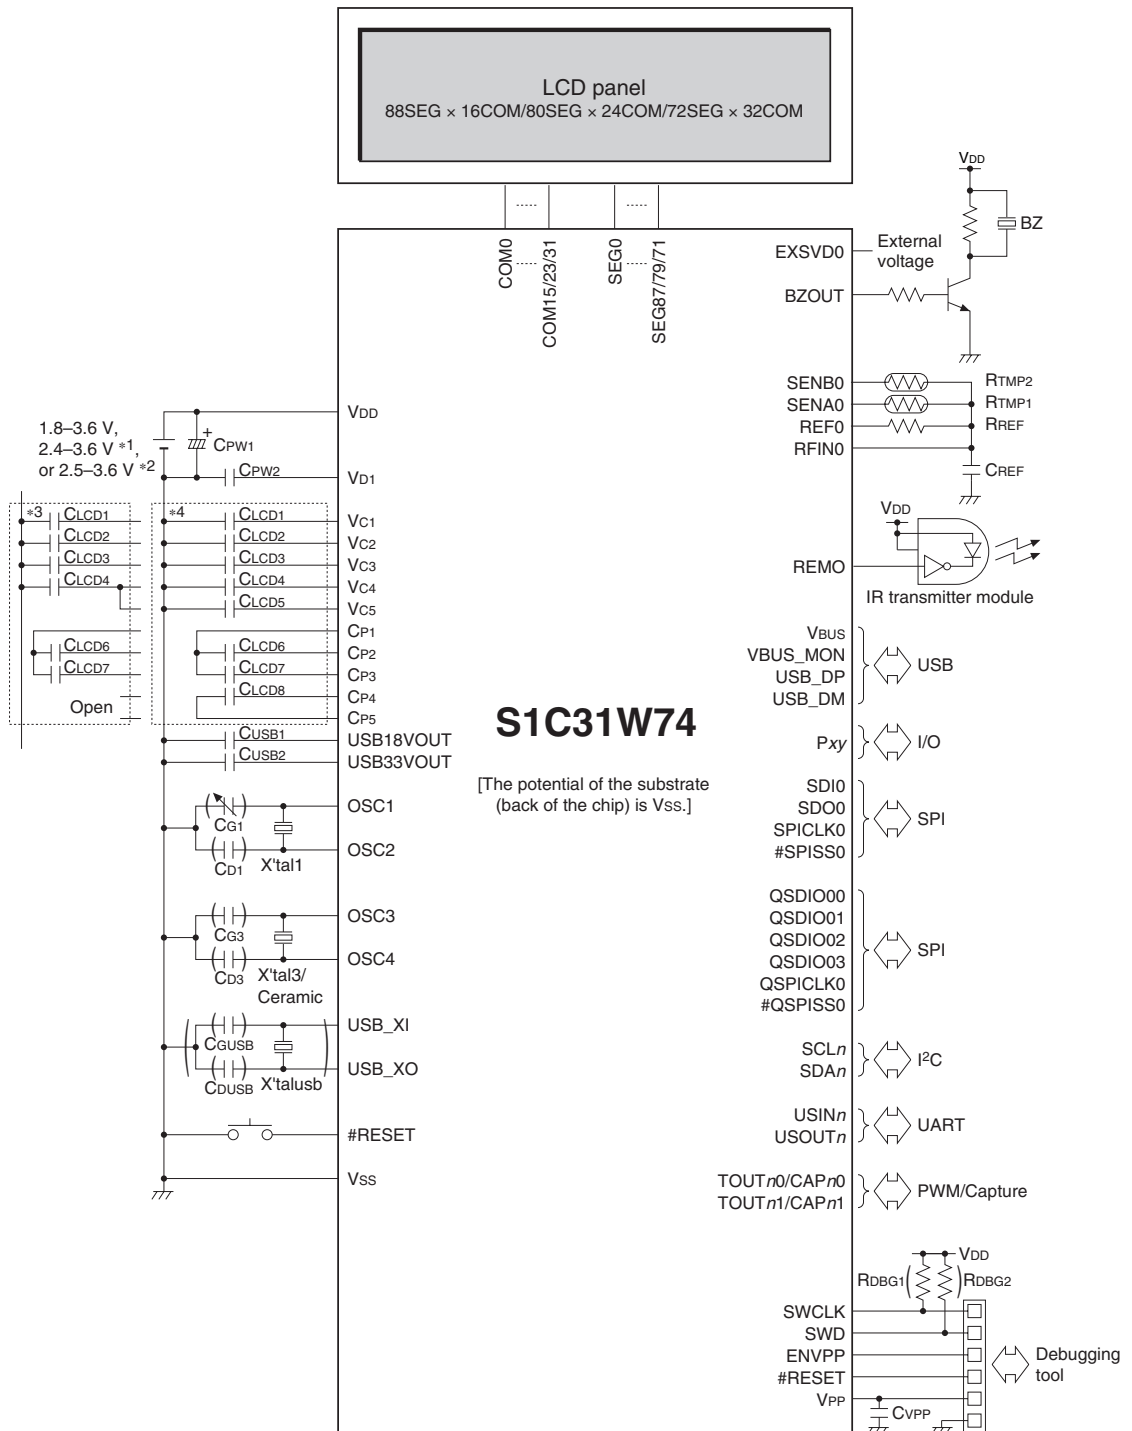 LCD panel
88SEG × 16COM/80SEG × 24COM/72SEG × 32COM
COM0
COM15/23/31
SEG0
SEG87/79/71
VDD
BZ
EXSVD0
External
voltage
BZOUT
SENB0
RTMP2
SENA0
RTMP1
REF0
RREF
RFIN0
CREF
VDD
REMO
IR transmitter module
VBUS
VBUS_MON
USB_DP
USB_DM
USB
Pxy
I/O
SDI0
SDO0
SPICLK0
#SPISS0
SPI
QSDIO00
QSDIO01
QSDIO02
QSDIO03
QSPICLK0
#QSPISS0
SPI
SCLn
SDAn
I²C
USINn
USOUTn
UART
TOUTn0/CAPn0
TOUTn1/CAPn1
PWM/Capture
VDD
RDBG1
RDBG2
SWCLK
SWD
ENVPP
#RESET
VPP
CVPP
Debugging
tool
S1C31W74
[The potential of the substrate
(back of the chip) is VSS.]
1.8–3.6 V,
2.4–3.6 V *1,
or 2.5–3.6 V *2
+
CPW1
VDD
CPW2
VD1
*3
CLCD1
CLCD2
CLCD3
CLCD4
CLCD6
CLCD7
Open
*4
CLCD1
VC1
CLCD2
VC2
CLCD3
VC3
CLCD4
VC4
CLCD5
VC5
CP1
CLCD6
CP2
CLCD7
CP3
CLCD8
CP4
CP5
CUSB1
USB18VOUT
CUSB2
USB33VOUT
CG1
OSC1
CD1
X'tal1
OSC2
CG3
OSC3
CD3
X'tal3/
Ceramic
OSC4
CGUSB
USB_XI
CDUSB
X'talusb
USB_XO
#RESET
VSS